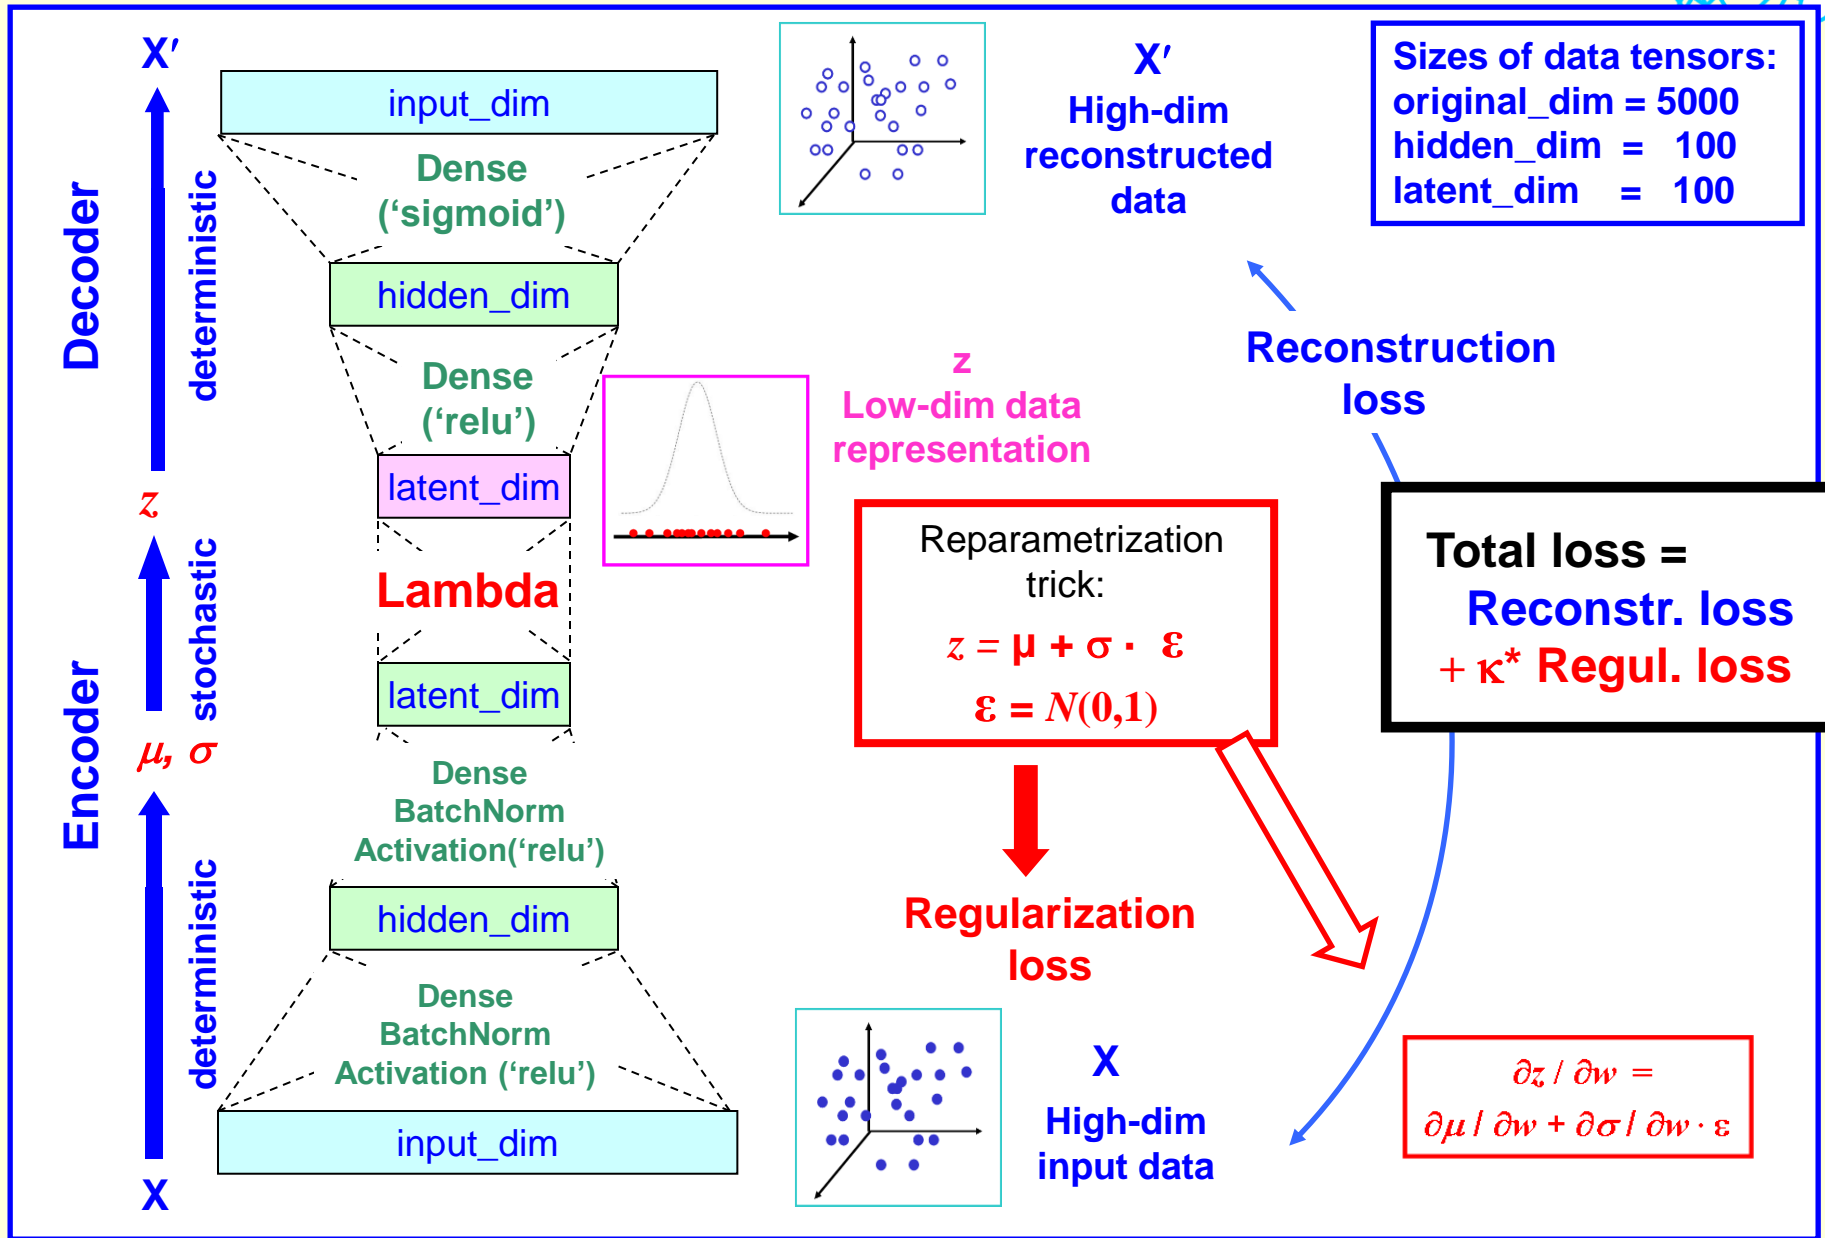 X′
input_dim
Dense
(‘sigmoid’)
hidden_dim
Dense
(‘relu’)
latent_dim
Lambda
latent_dim
Dense
BatchNorm
Activation(‘relu’)
hidden_dim
Dense
BatchNorm
Activation (‘relu’)
input_dim
X
Decoder
deterministic
z
Encoder
stochastic
μ, σ
deterministic
X′
High-dim
reconstructed
data
Sizes of data tensors:
original_dim = 5000
hidden_dim = 100
latent_dim = 100
Reconstruction
loss
z
Low-dim data
representation
Reparametrization
trick:
z = μ + σ · ε
ε = N(0,1)
Total loss =
Reconstr. loss
+ κ* Regul. loss
Regularization
loss
X
High-dim
input data
∂z / ∂w =
∂μ / ∂w + ∂σ / ∂w · ε